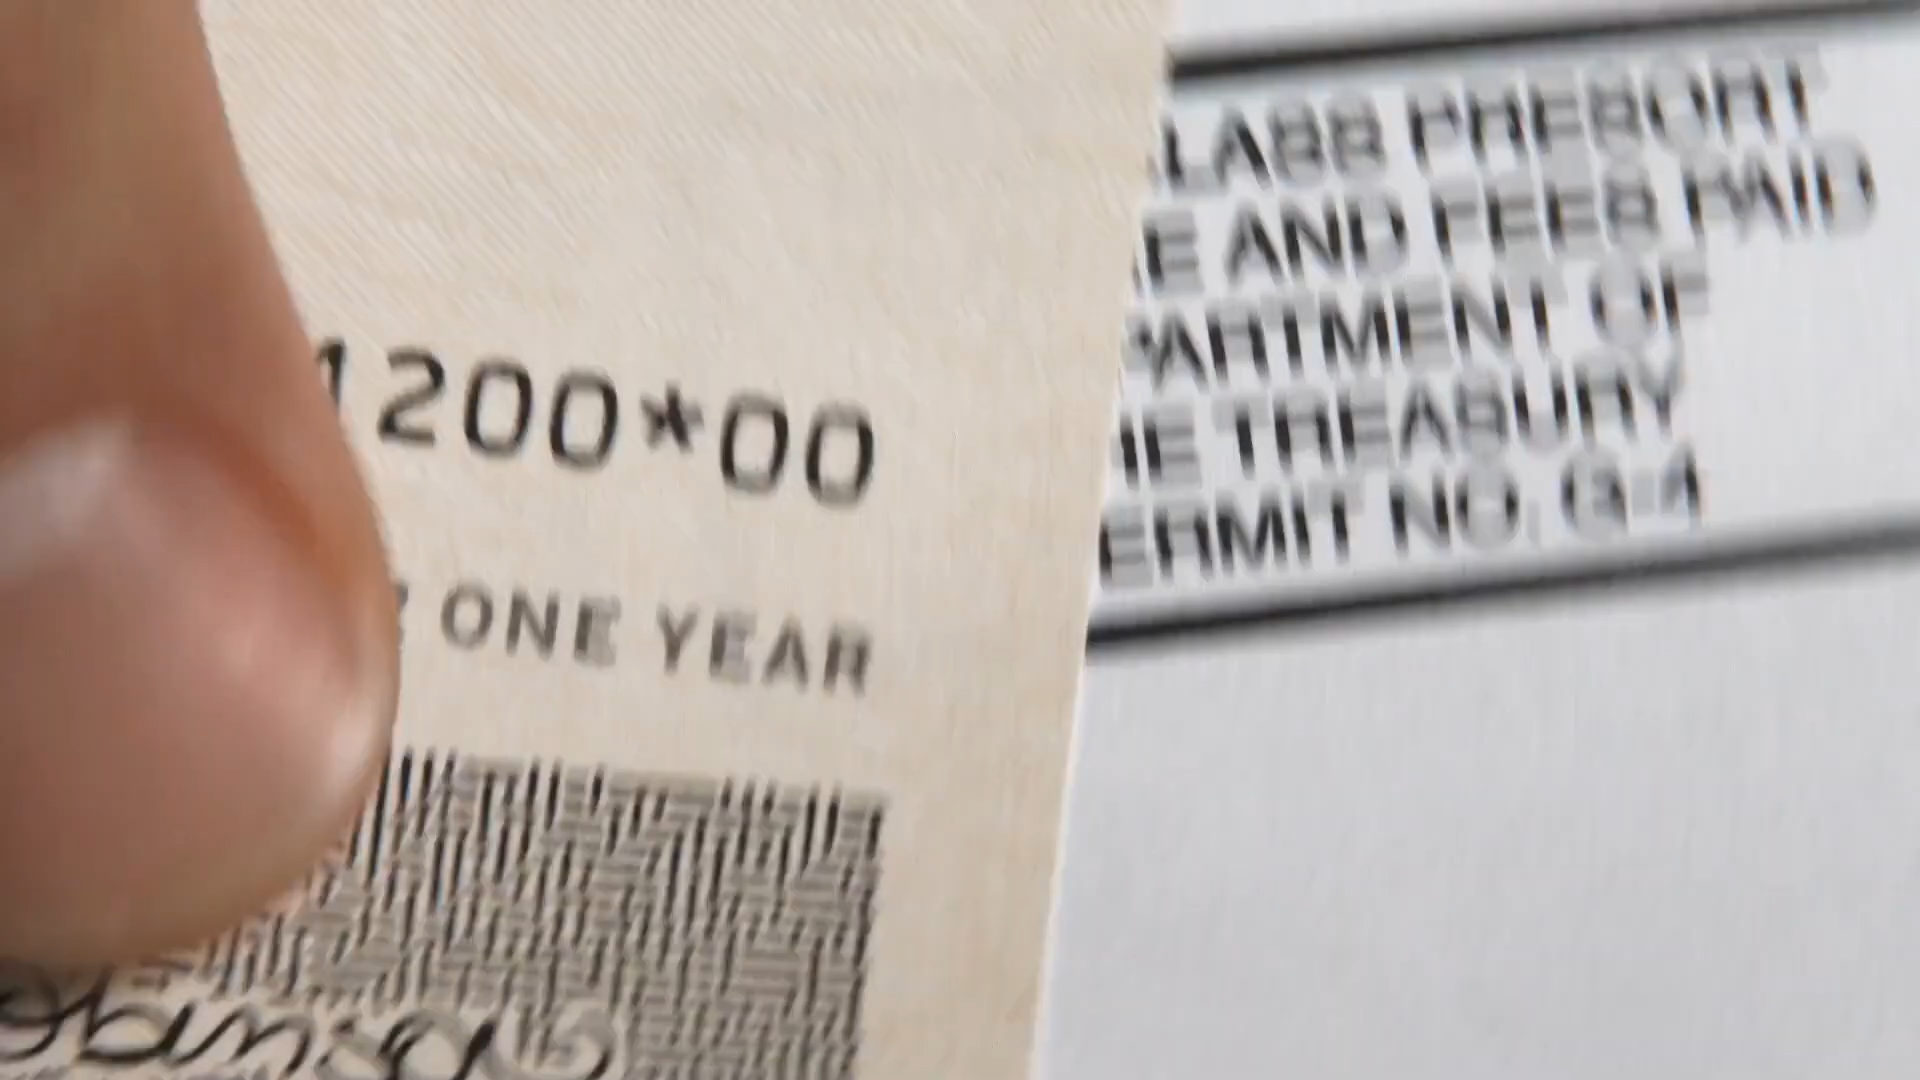 1200*00
ONE YEAR
LASS PRESORT
E AND FEES PAID
PARTMENT OF
HE TREASURY
ERMIT NO. G-4